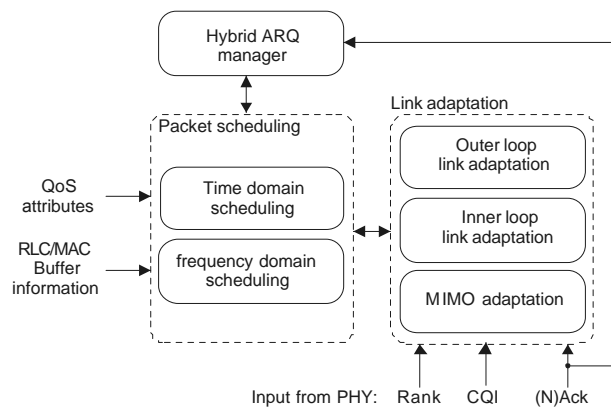 Hybrid ARQ
manager
Packet scheduling
Link adaptation
Time domain
scheduling
frequency domain
scheduling
QoS
attributes
RLC/MAC
Buffer
information
Outer loop
link adaptation
Inner loop
link adaptation
MIMO adaptation
Input from PHY: Rank CQI (N)Ack